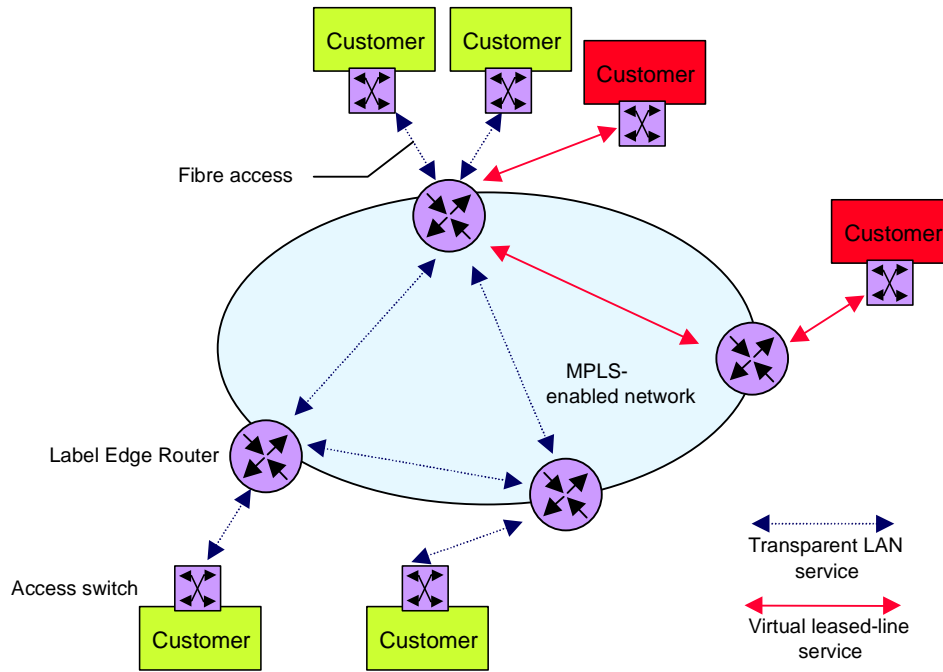 Customer
Customer
Customer
Fibre access
Customer
MPLS-
enabled network
Label Edge Router
Transparent LAN
service
Access switch
Customer
Customer
Virtual leased-line
service